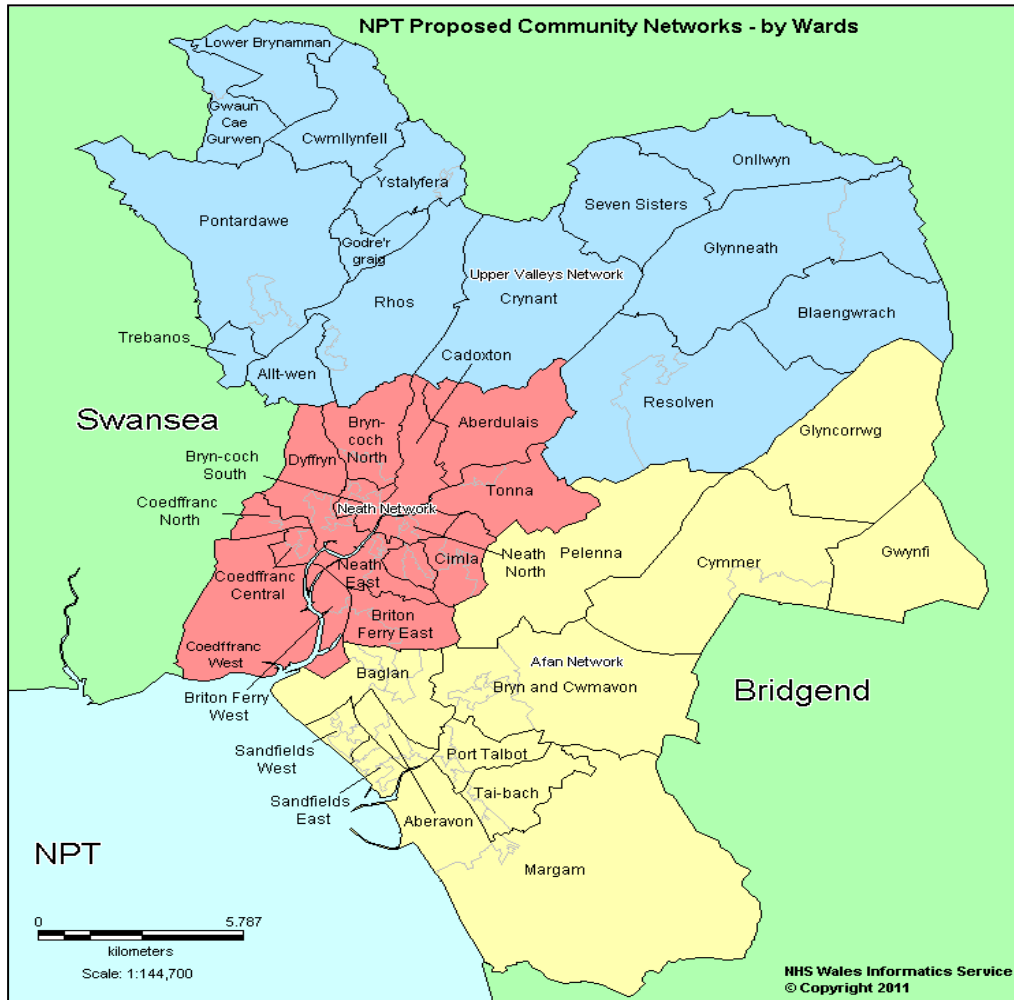 NPT Proposed Community Networks - by Wards
Lower Brynamman
Gwaun
Cae
Gurwen
Cwmllynfell
Ystalyfera
Onllwyn
Seven Sisters
Pontardawe
Godre'r
graig
Glynneath
Upper Valleys Network
Crynant
Rhos
Blaengwrach
Trebanos
Cadoxton
Allt-wen
Resolven
Swansea
Bryn-
coch
North
Aberdulais
Glyncorrwg
Bryn-coch
South
Dyffryn
Tonna
Coedffranc
North
Neath Network
Neath
North
Pelenna
Cymmer
Gwynfi
Coedffranc
Central
Neath
East
Cimla
Briton
Ferry East
Coedffranc
West
Afan Network
Baglan
Bryn and Cwmavon
Bridgend
Briton Ferry
West
Sandfields
West
Port Talbot
Tai-bach
Sandfields
East
Aberavon
Margam
NPT
0 5.787
kilometers
Scale: 1:144,700
NHS Wales Informatics Service
© Copyright 2011